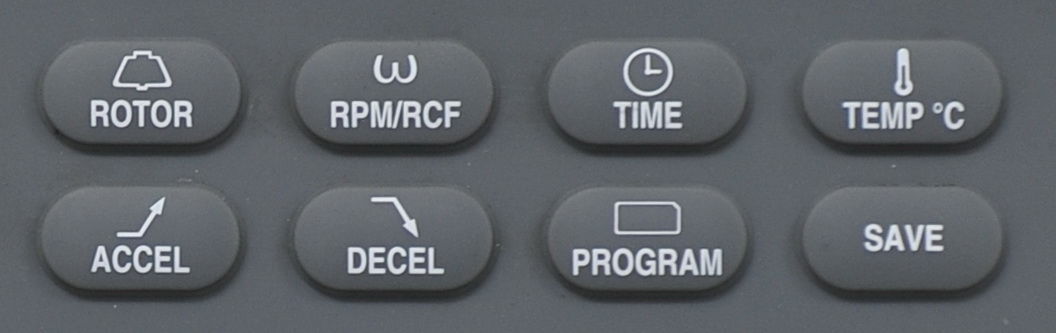 ROTOR
ω
RPM/RCF
TIME
TEMP °C
ACCEL
DECEL
PROGRAM
SAVE